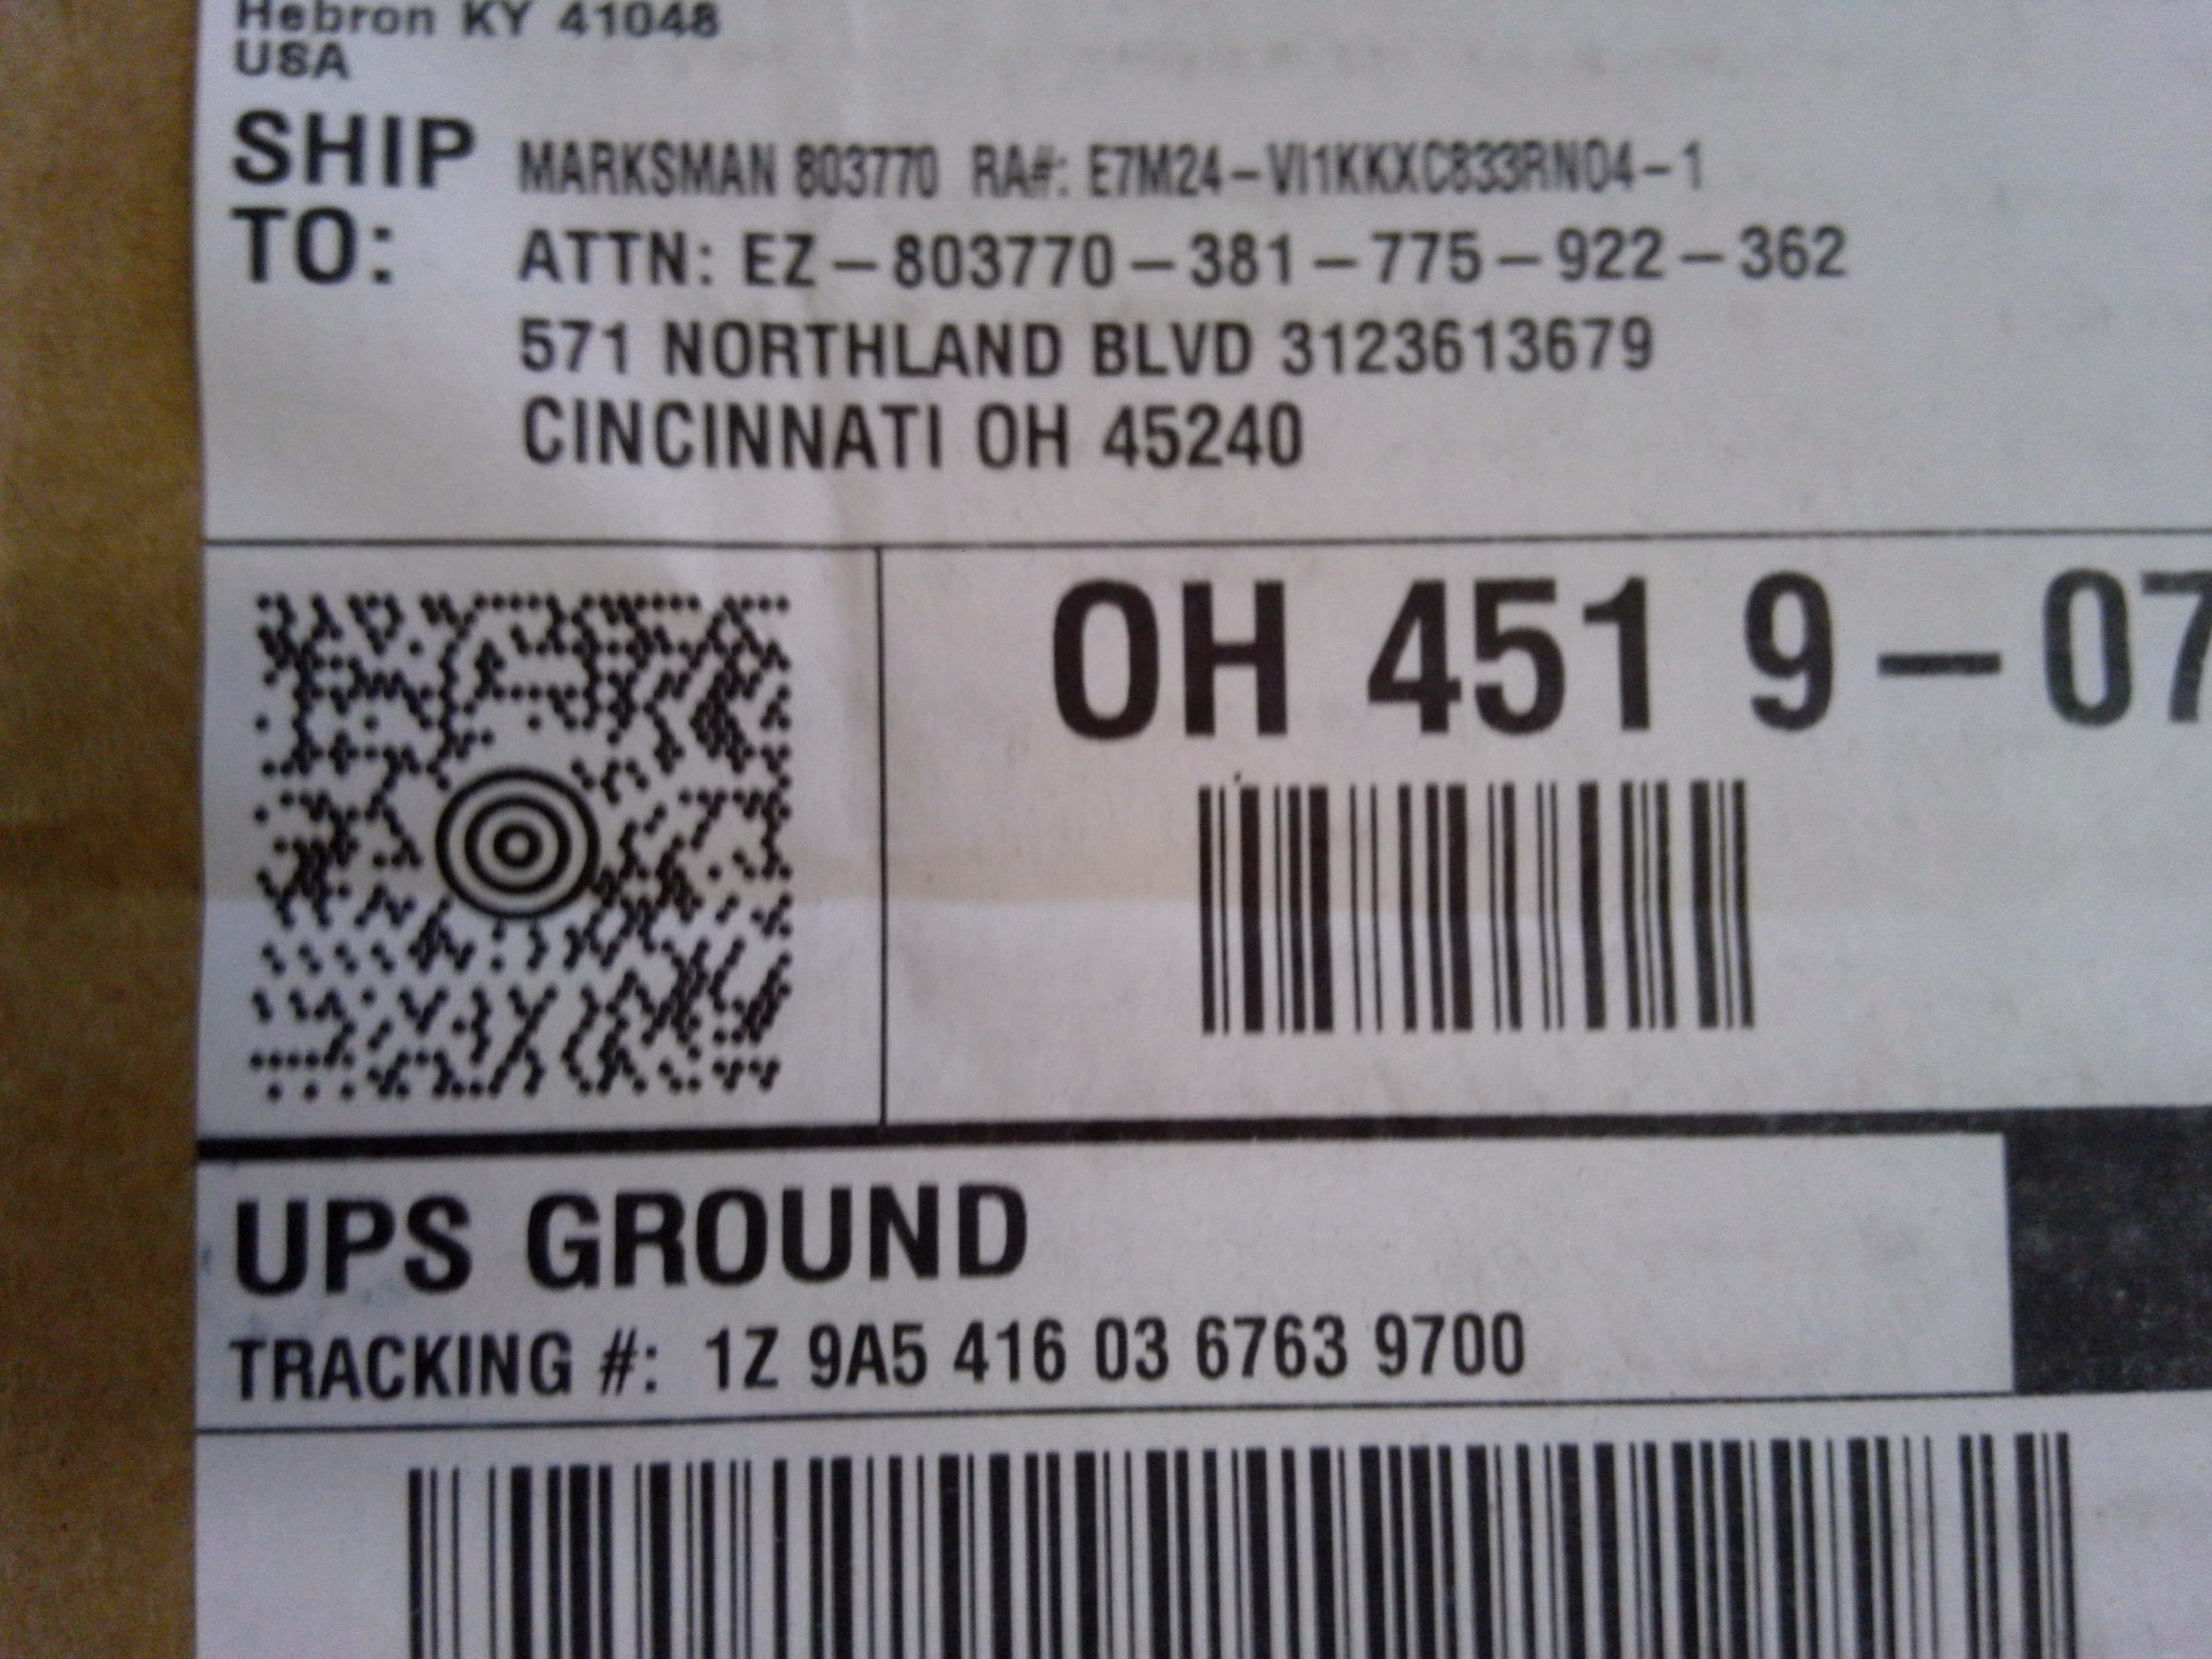 Hebron KY 41048
USA
SHIP TO:
MARKSMAN 803770 RA#: E7M24-VI1KKXC833RN04-1
ATTN: EZ-803770-381-775-922-362
571 NORTHLAND BLVD 3123613679
CINCINNATI OH 45240
OH 451 9-07
UPS GROUND
TRACKING #: 1Z 9A5 416 03 6763 9700